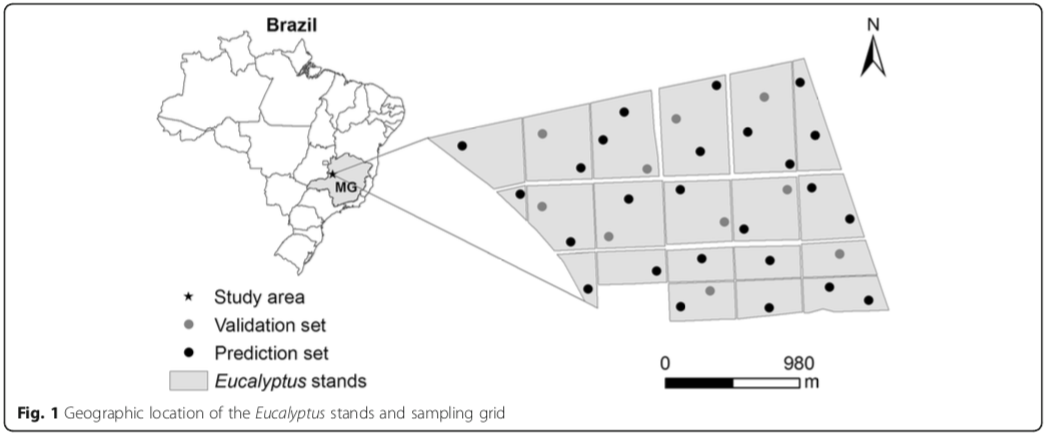 Brazil
N
MG
Study area
Validation set
Prediction set
Eucalyptus stands
0 980
m
Fig. 1 Geographic location of the Eucalyptus stands and sampling grid